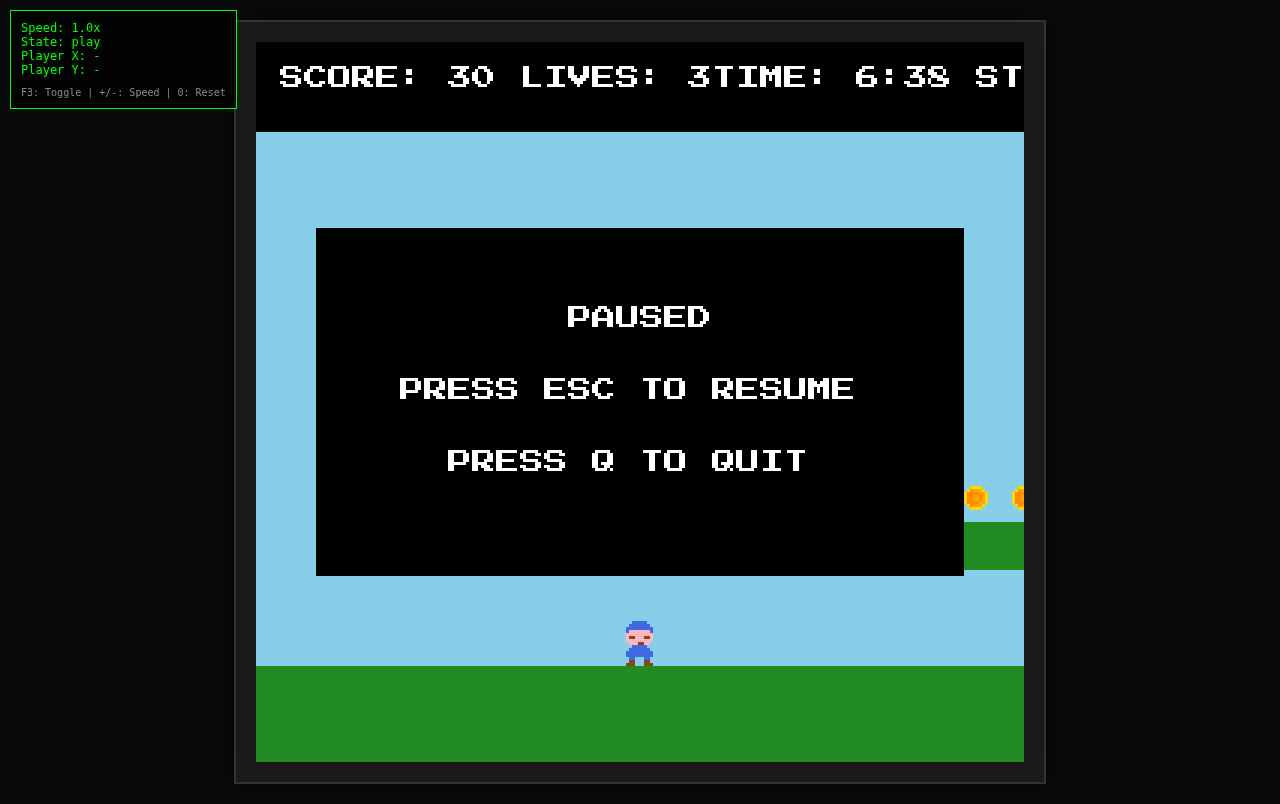 Speed: 1.0x
State: play
Player X: -
Player Y: -
F3: Toggle | +/-: Speed | 0: Reset
SCORE: 30 LIVES: 3TIME: 6:38 ST
PAUSED
PRESS ESC TO RESUME
PRESS Q TO QUIT